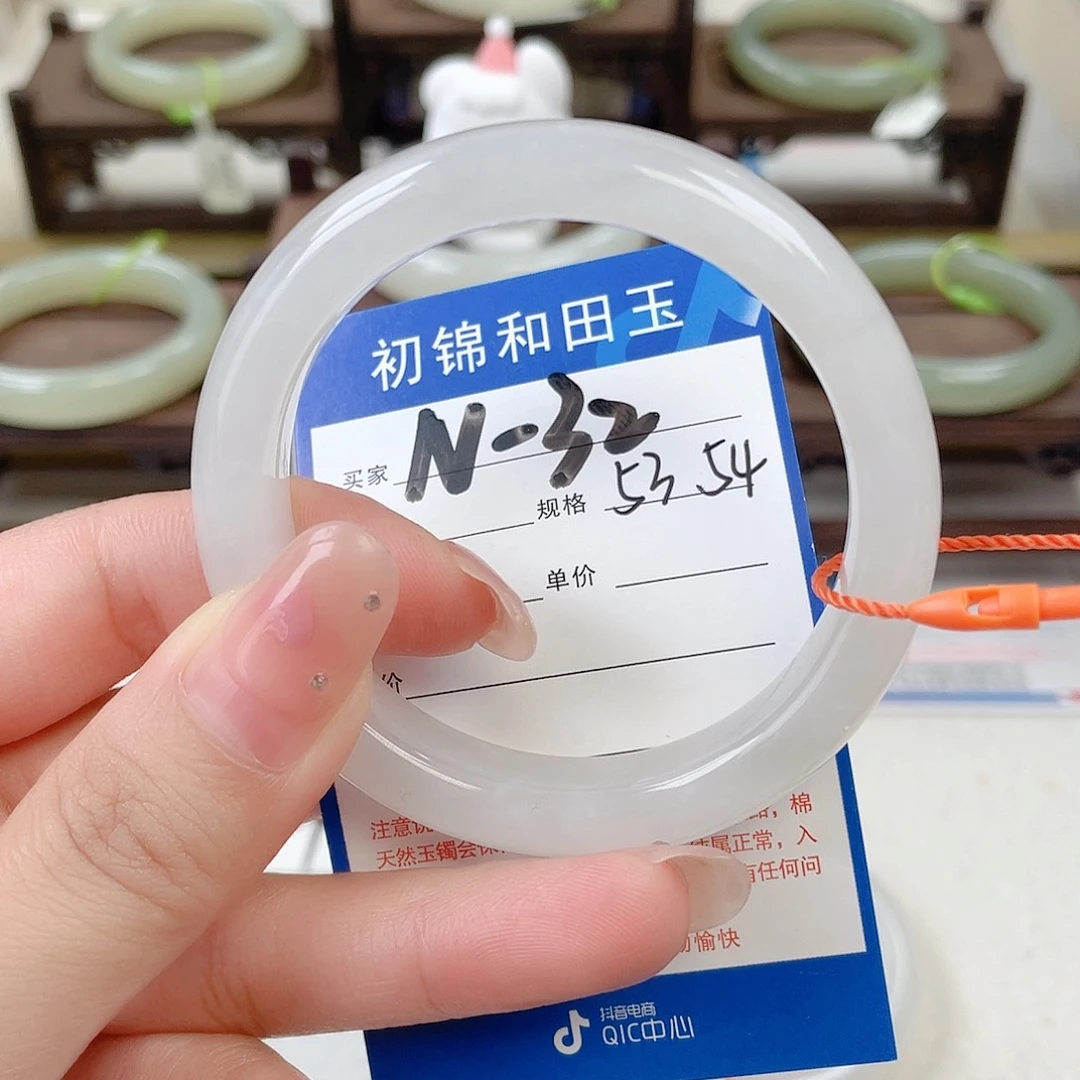 初锦和田玉
买家 N-32
规格 53.54
单价
价
注意 棉
天然玉镯会 属正常，入
有任何问
愉快
抖音电商
QIC中心